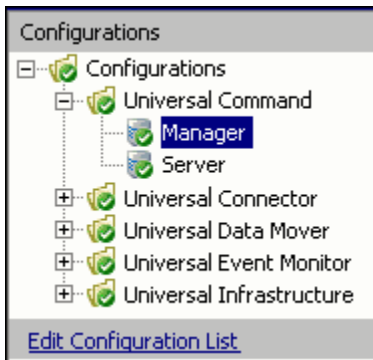 Configurations
Configurations
Universal Command
Manager
Server
Universal Connector
Universal Data Mover
Universal Event Monitor
Universal Infrastructure
Edit Configuration List